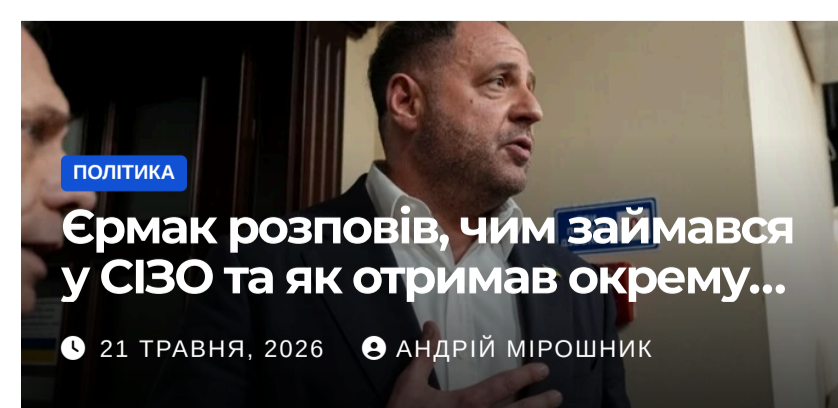 ПОЛІТИКА
Єрмак розповів, чим займався
у СІЗО та як отримав окрему...
21 ТРАВНЯ, 2026 АНДРІЙ МІРОШНИК